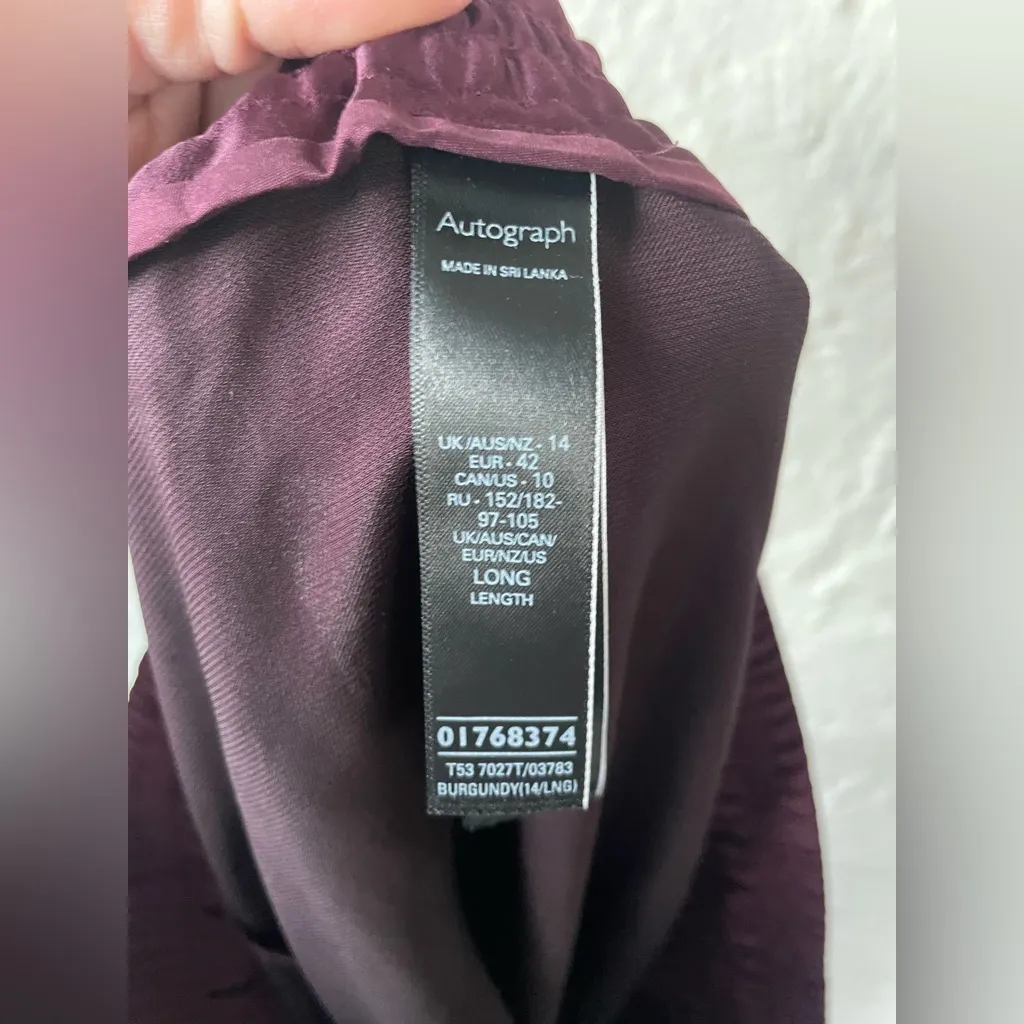 Autograph
MADE IN SRI LANKA
UK/AUS/NZ - 14
EUR - 42
CAN/US - 10
RU - 152/182-
97-105
UK/AUS/CAN/
EUR/NZ/US
LONG
LENGTH
01768374
T53 7027T/03783
BURGUNDY(14/LNG)